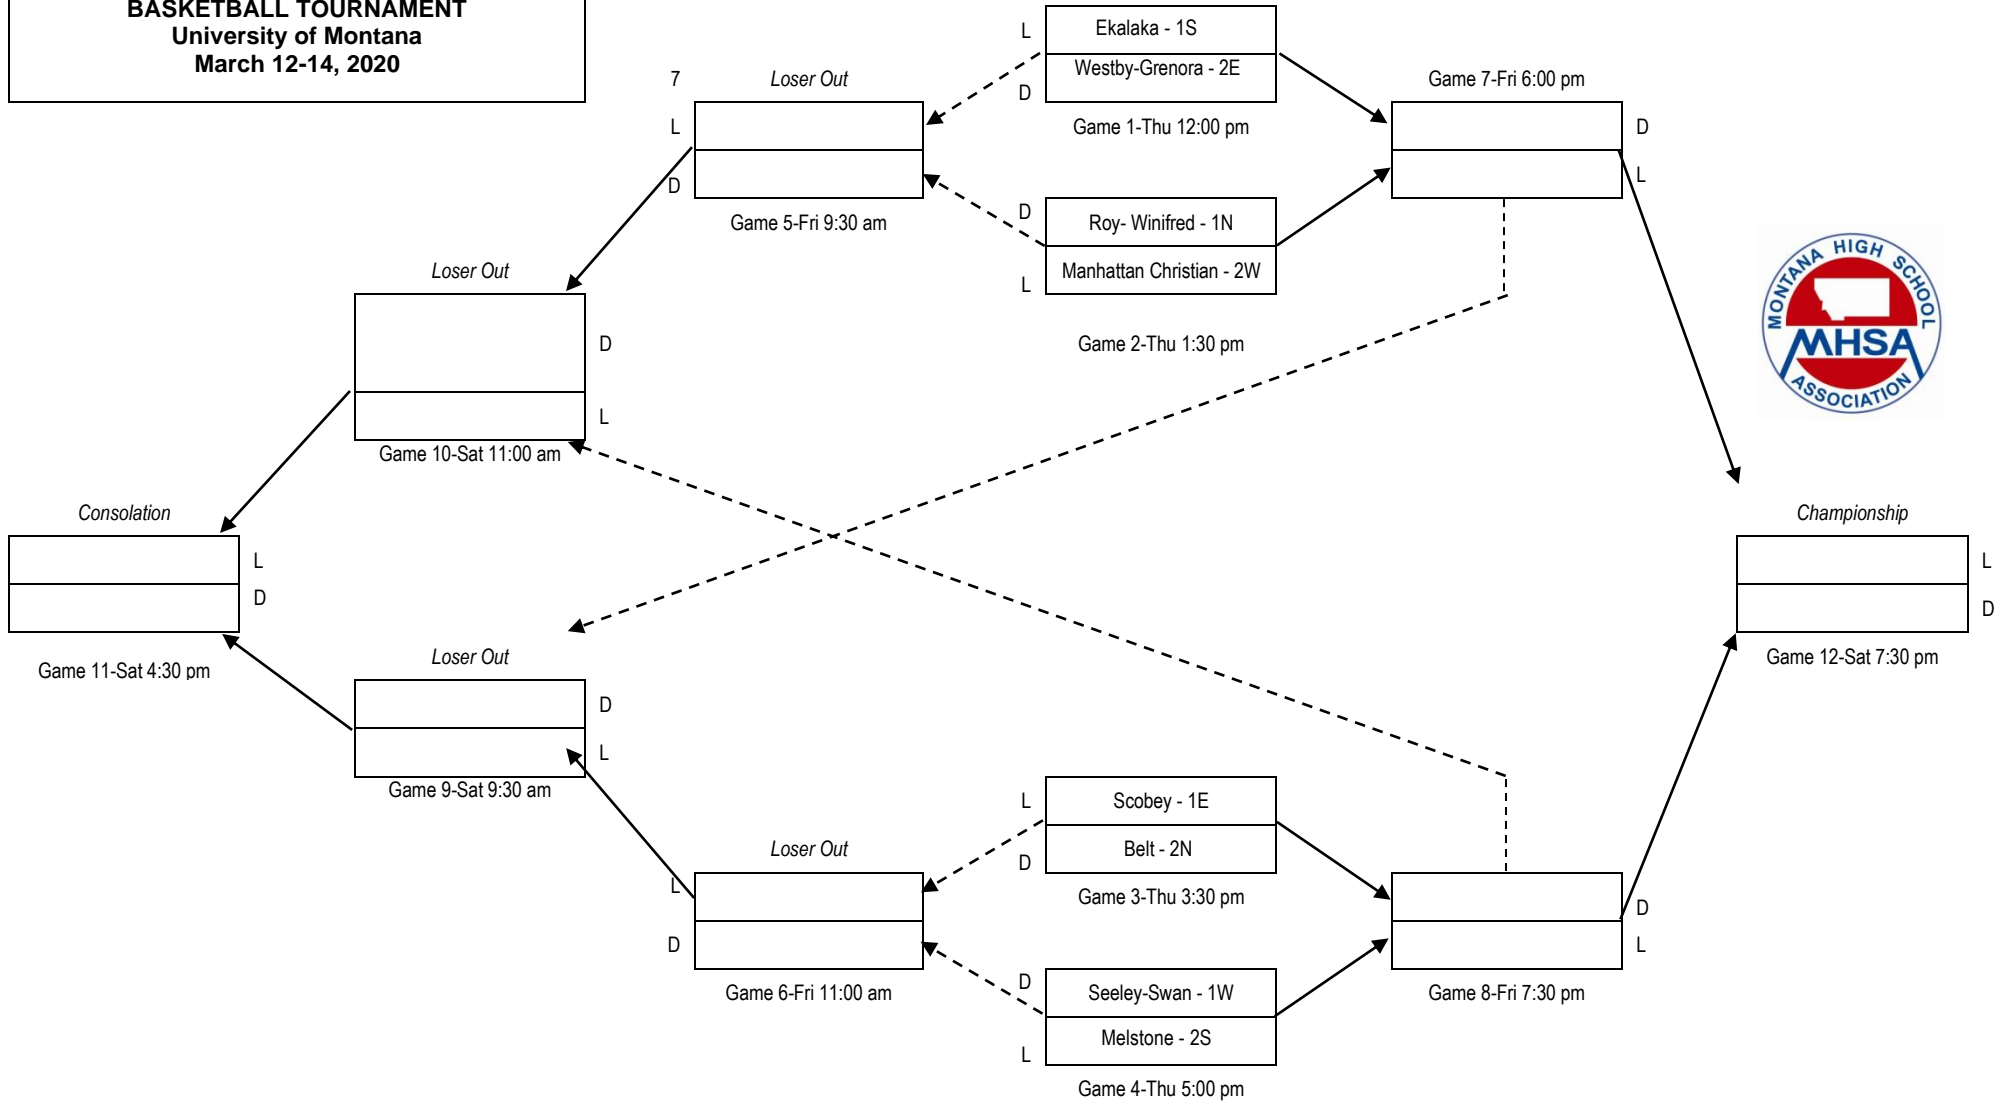 BASKETBALL TOURNAMENT
University of Montana
March 12-14, 2020
L
Ekalaka - 1S
Westby-Grenora - 2E
D
Game 1-Thu 12:00 pm
D
Roy- Winifred - 1N
Manhattan Christian - 2W
L
Game 2-Thu 1:30 pm
7
Loser Out
L
D
Game 5-Fri 9:30 am
Game 7-Fri 6:00 pm
D
L
MONTANA HIGH SCHOOL
MHSA
ASSOCIATION
Loser Out
D
L
Game 10-Sat 11:00 am
Consolation
L
D
Game 11-Sat 4:30 pm
Championship
L
D
Game 12-Sat 7:30 pm
Loser Out
D
L
Game 9-Sat 9:30 am
Loser Out
L
D
Game 6-Fri 11:00 am
L
Scobey - 1E
Belt - 2N
D
Game 3-Thu 3:30 pm
D
Seeley-Swan - 1W
Melstone - 2S
L
Game 4-Thu 5:00 pm
D
L
Game 8-Fri 7:30 pm